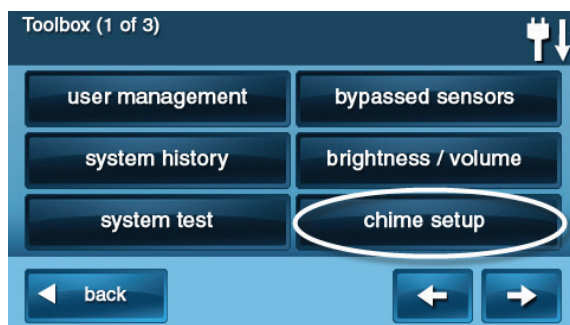 Toolbox (1 of 3)
user management
bypassed sensors
system history
brightness / volume
system test
chime setup
back